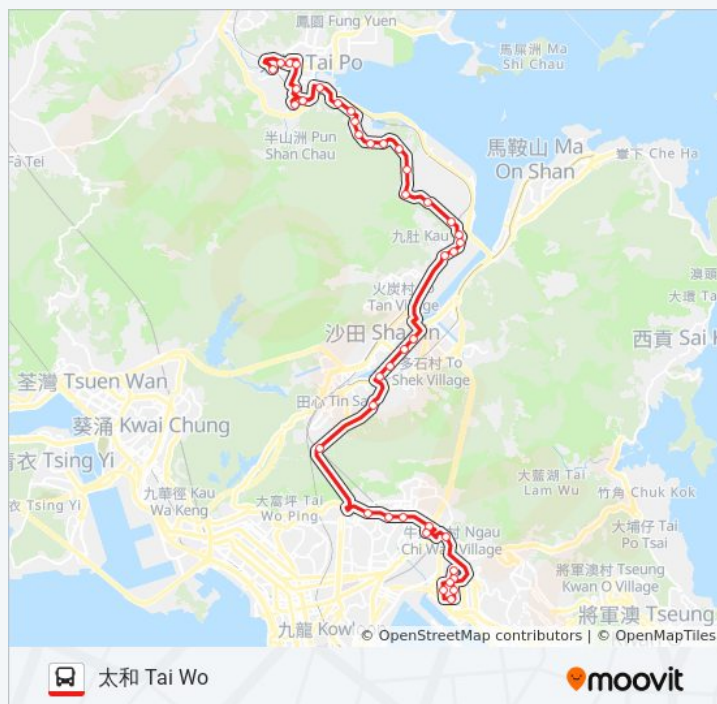 鳳園 Fung Yuen
Tai Po
馬屎洲 Ma
Shi Chau
半山洲 Pun
Shan Chau
馬鞍山 Ma
On Shan
輋下 Che Ha
Fa Tei
九肚 Kau
火炭村
Tan Village
沙田 Sha Tin
西貢 Sai K
荃灣 Tsuen Wan
多石村 To
Shek Village
田心 Tin Sa
葵涌 Kwai Chung
青衣 Tsing Yi
九華徑 Kau
Wa Keng
大窩坪 Tai
Wo Ping
大藍湖 Tai
Lam Wu
竹角 Chuk Kok
衣 Tsing Yi
村 Ngau
Chi Wan Village
大埔仔 Tai
Po Tsai
將軍澳村 Tseung
Kwan O Village
將軍澳 Tseung
九龍 Kowloon
© OpenStreetMap contributors | © OpenMapTiles
太和 Tai Wo
moovit